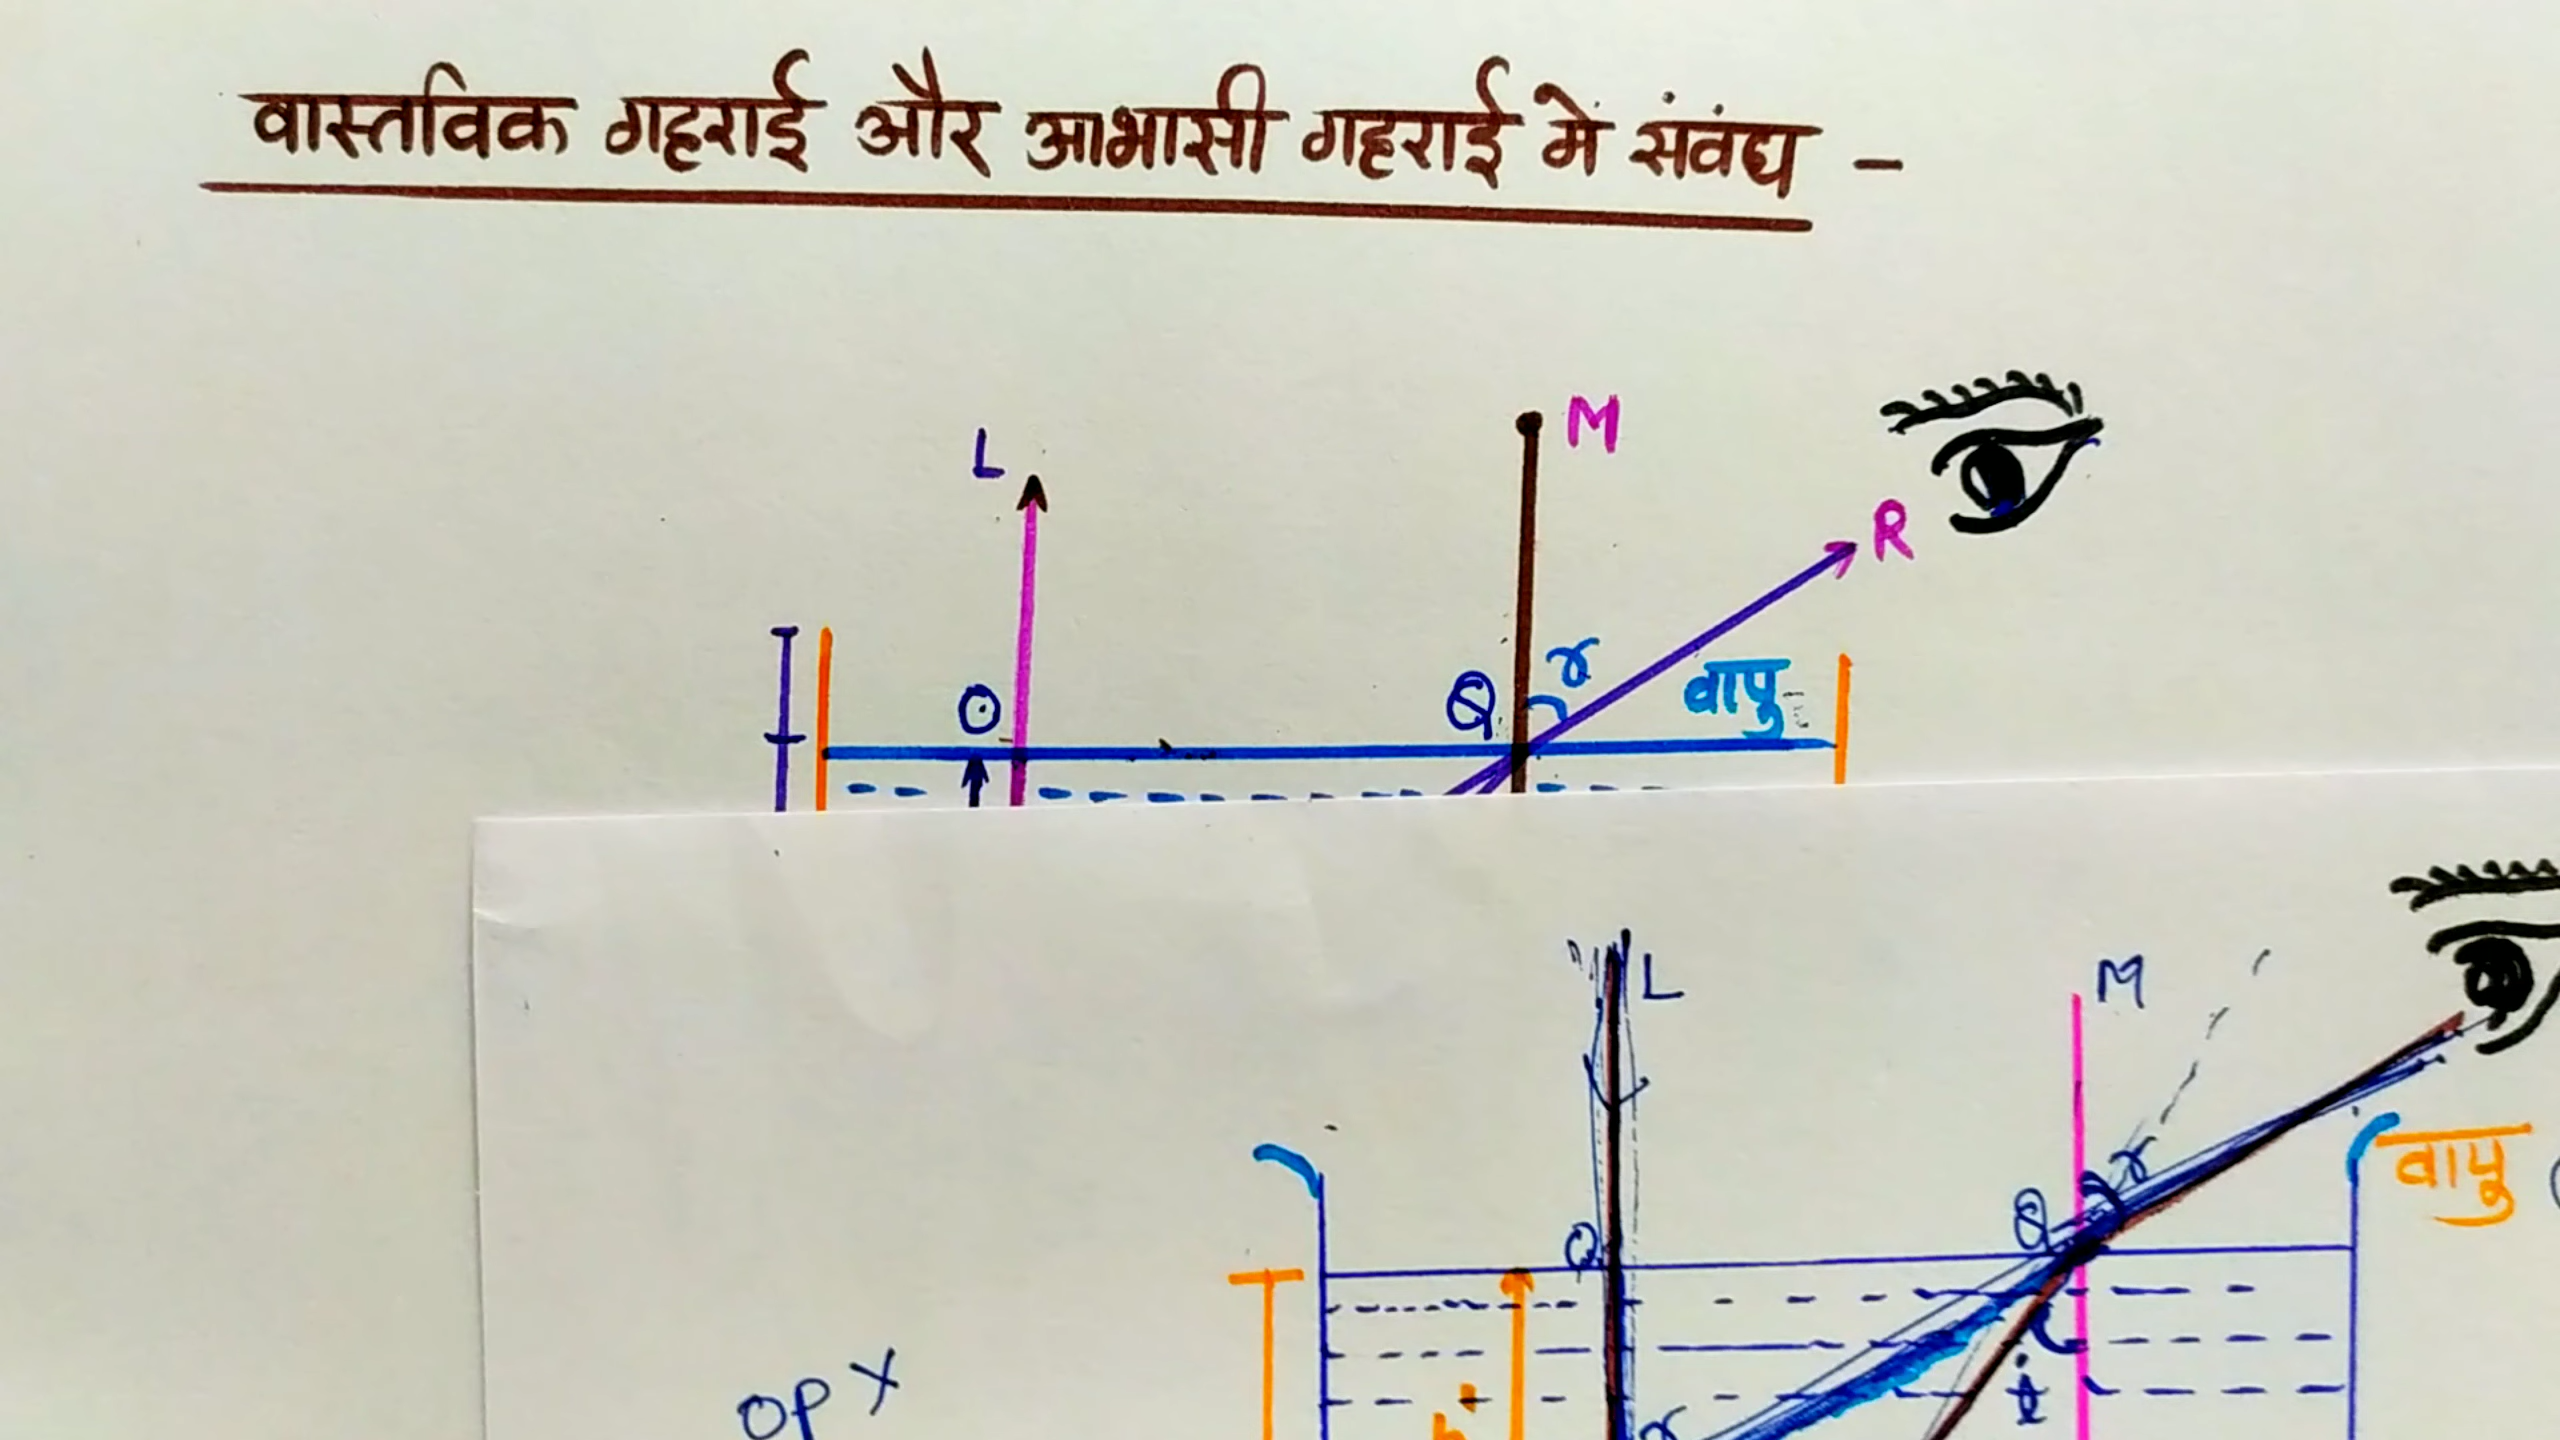 वास्तविक गहराई और आभासी गहराई में संवंध -
M
L
R
r
वायु
O
Q
L
M
r
वायु
Q
O
i
h'
r
OP X